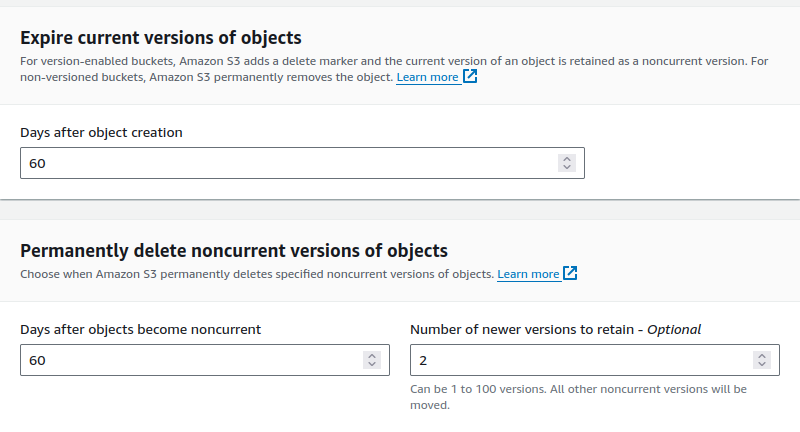 Expire current versions of objects
For version-enabled buckets, Amazon S3 adds a delete marker and the current version of an object is retained as a noncurrent version. For
non-versioned buckets, Amazon S3 permanently removes the object. Learn more
Days after object creation
60
Permanently delete noncurrent versions of objects
Choose when Amazon S3 permanently deletes specified noncurrent versions of objects. Learn more
Days after objects become noncurrent
60
Number of newer versions to retain - Optional
2
Can be 1 to 100 versions. All other noncurrent versions will be
moved.